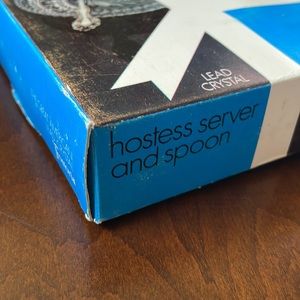 LEAD
CRYSTAL
hostess server
and spoon